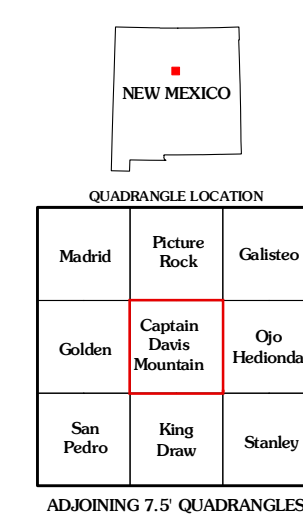 NEW MEXICO
QUADRANGLE LOCATION
Madrid
Picture
Rock
Galisteo
Golden
Captain
Davis
Mountain
Ojo
Hedionda
San
Pedro
King
Draw
Stanley
ADJOINING 7.5' QUADRANGLES